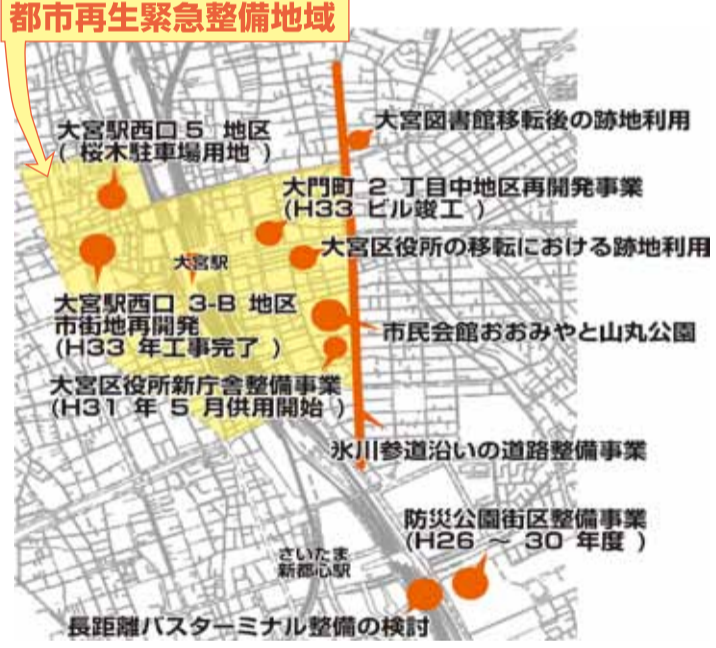 都市再生緊急整備地域
大宮駅西口 5 地区
( 桜木駐車場用地 )
大宮図書館移転後の跡地利用
大門町 2 丁目中地区再開発事業
(H33 ビル竣工 )
大宮区役所の移転における跡地利用
大宮駅
大宮駅西口 3-B 地区
市街地再開発
(H33 年工事完了 )
市民会館おおみやと山丸公園
大宮区役所新庁舎整備事業
(H31 年 5 月供用開始 )
氷川参道沿いの道路整備事業
防災公園街区整備事業
(H26 ～ 30 年度 )
さいたま
新都心駅
長距離バスターミナル整備の検討